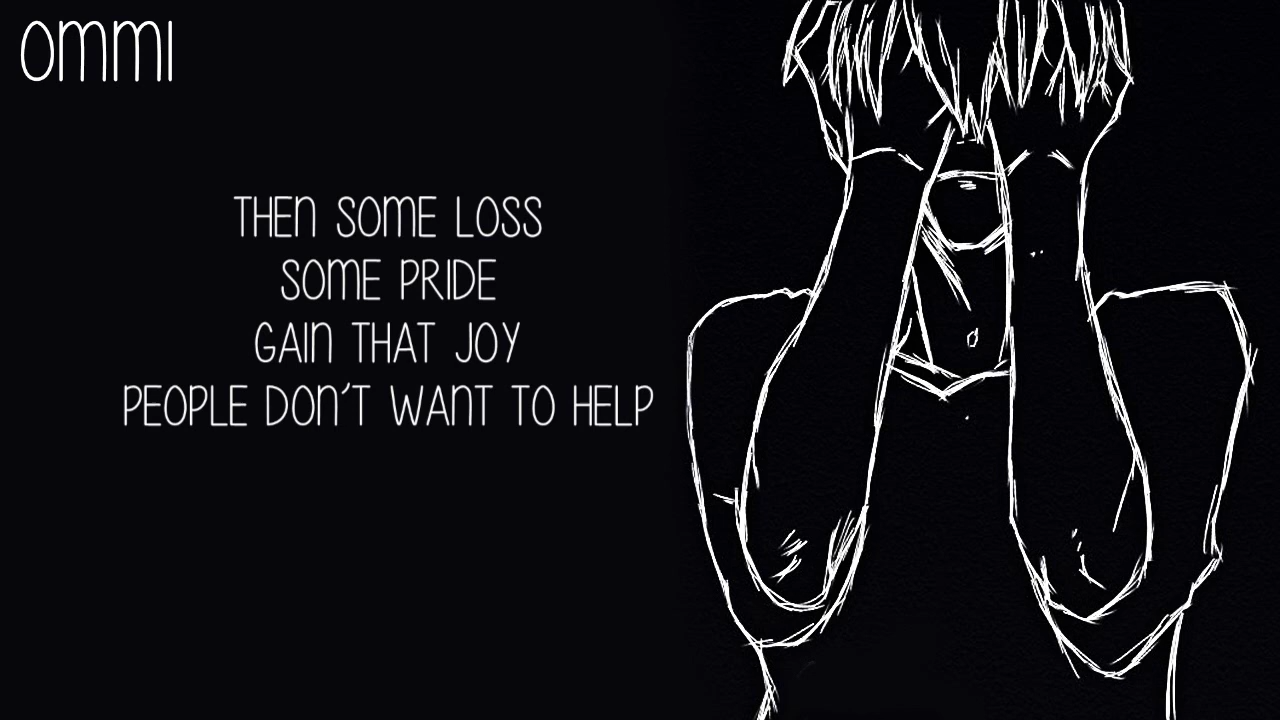 OMMI
THEN SOME LOSS
SOME PRIDE
GAIN THAT JOY
PEOPLE DON'T WANT TO HELP